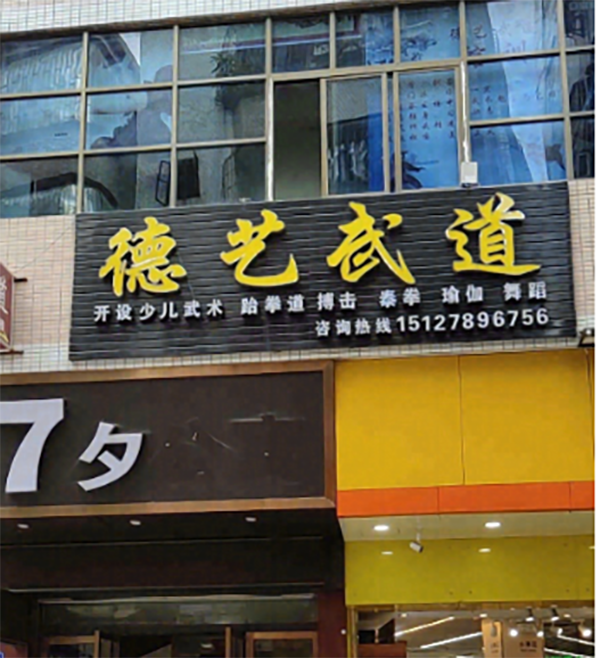 德艺武道
开设少儿武术 跆拳道 搏击 泰拳 瑜伽 舞蹈
咨询热线15127896756
7夕